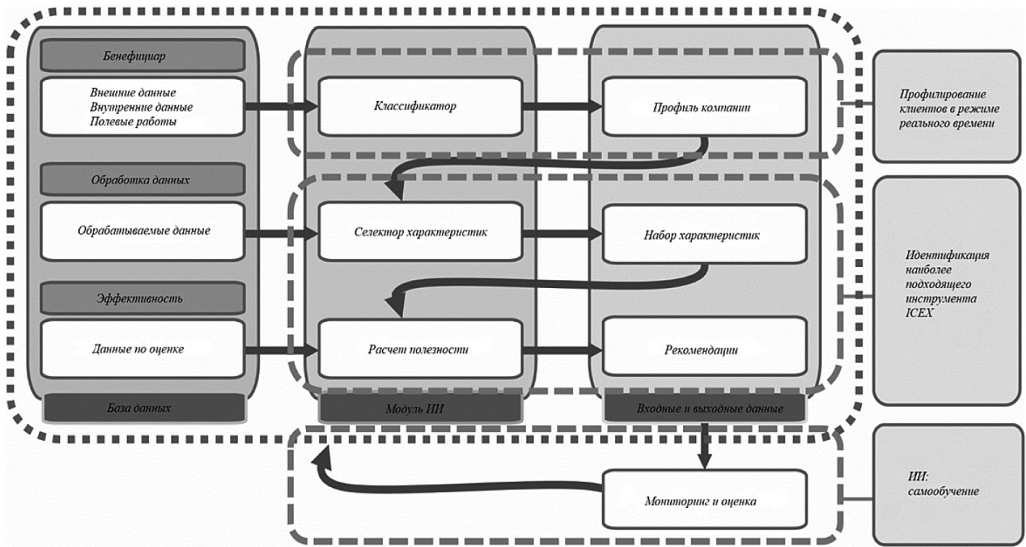 Бенефициар
Внешние данные
Внутренние данные
Полевые работы
Классификатор
Профиль компании
Профилирование
клиентов в режиме
реального времени
Обработка данных
Обрабатываемые данные
Селектор характеристик
Набор характеристик
Идентификация
наиболее
подходящего
инструмента
ICEX
Эффективность
Данные по оценке
Расчет полезности
Рекомендации
База данных
Модуль ИИ
Входные и выходные данные
Мониторинг и оценка
ИИ:
самообучение